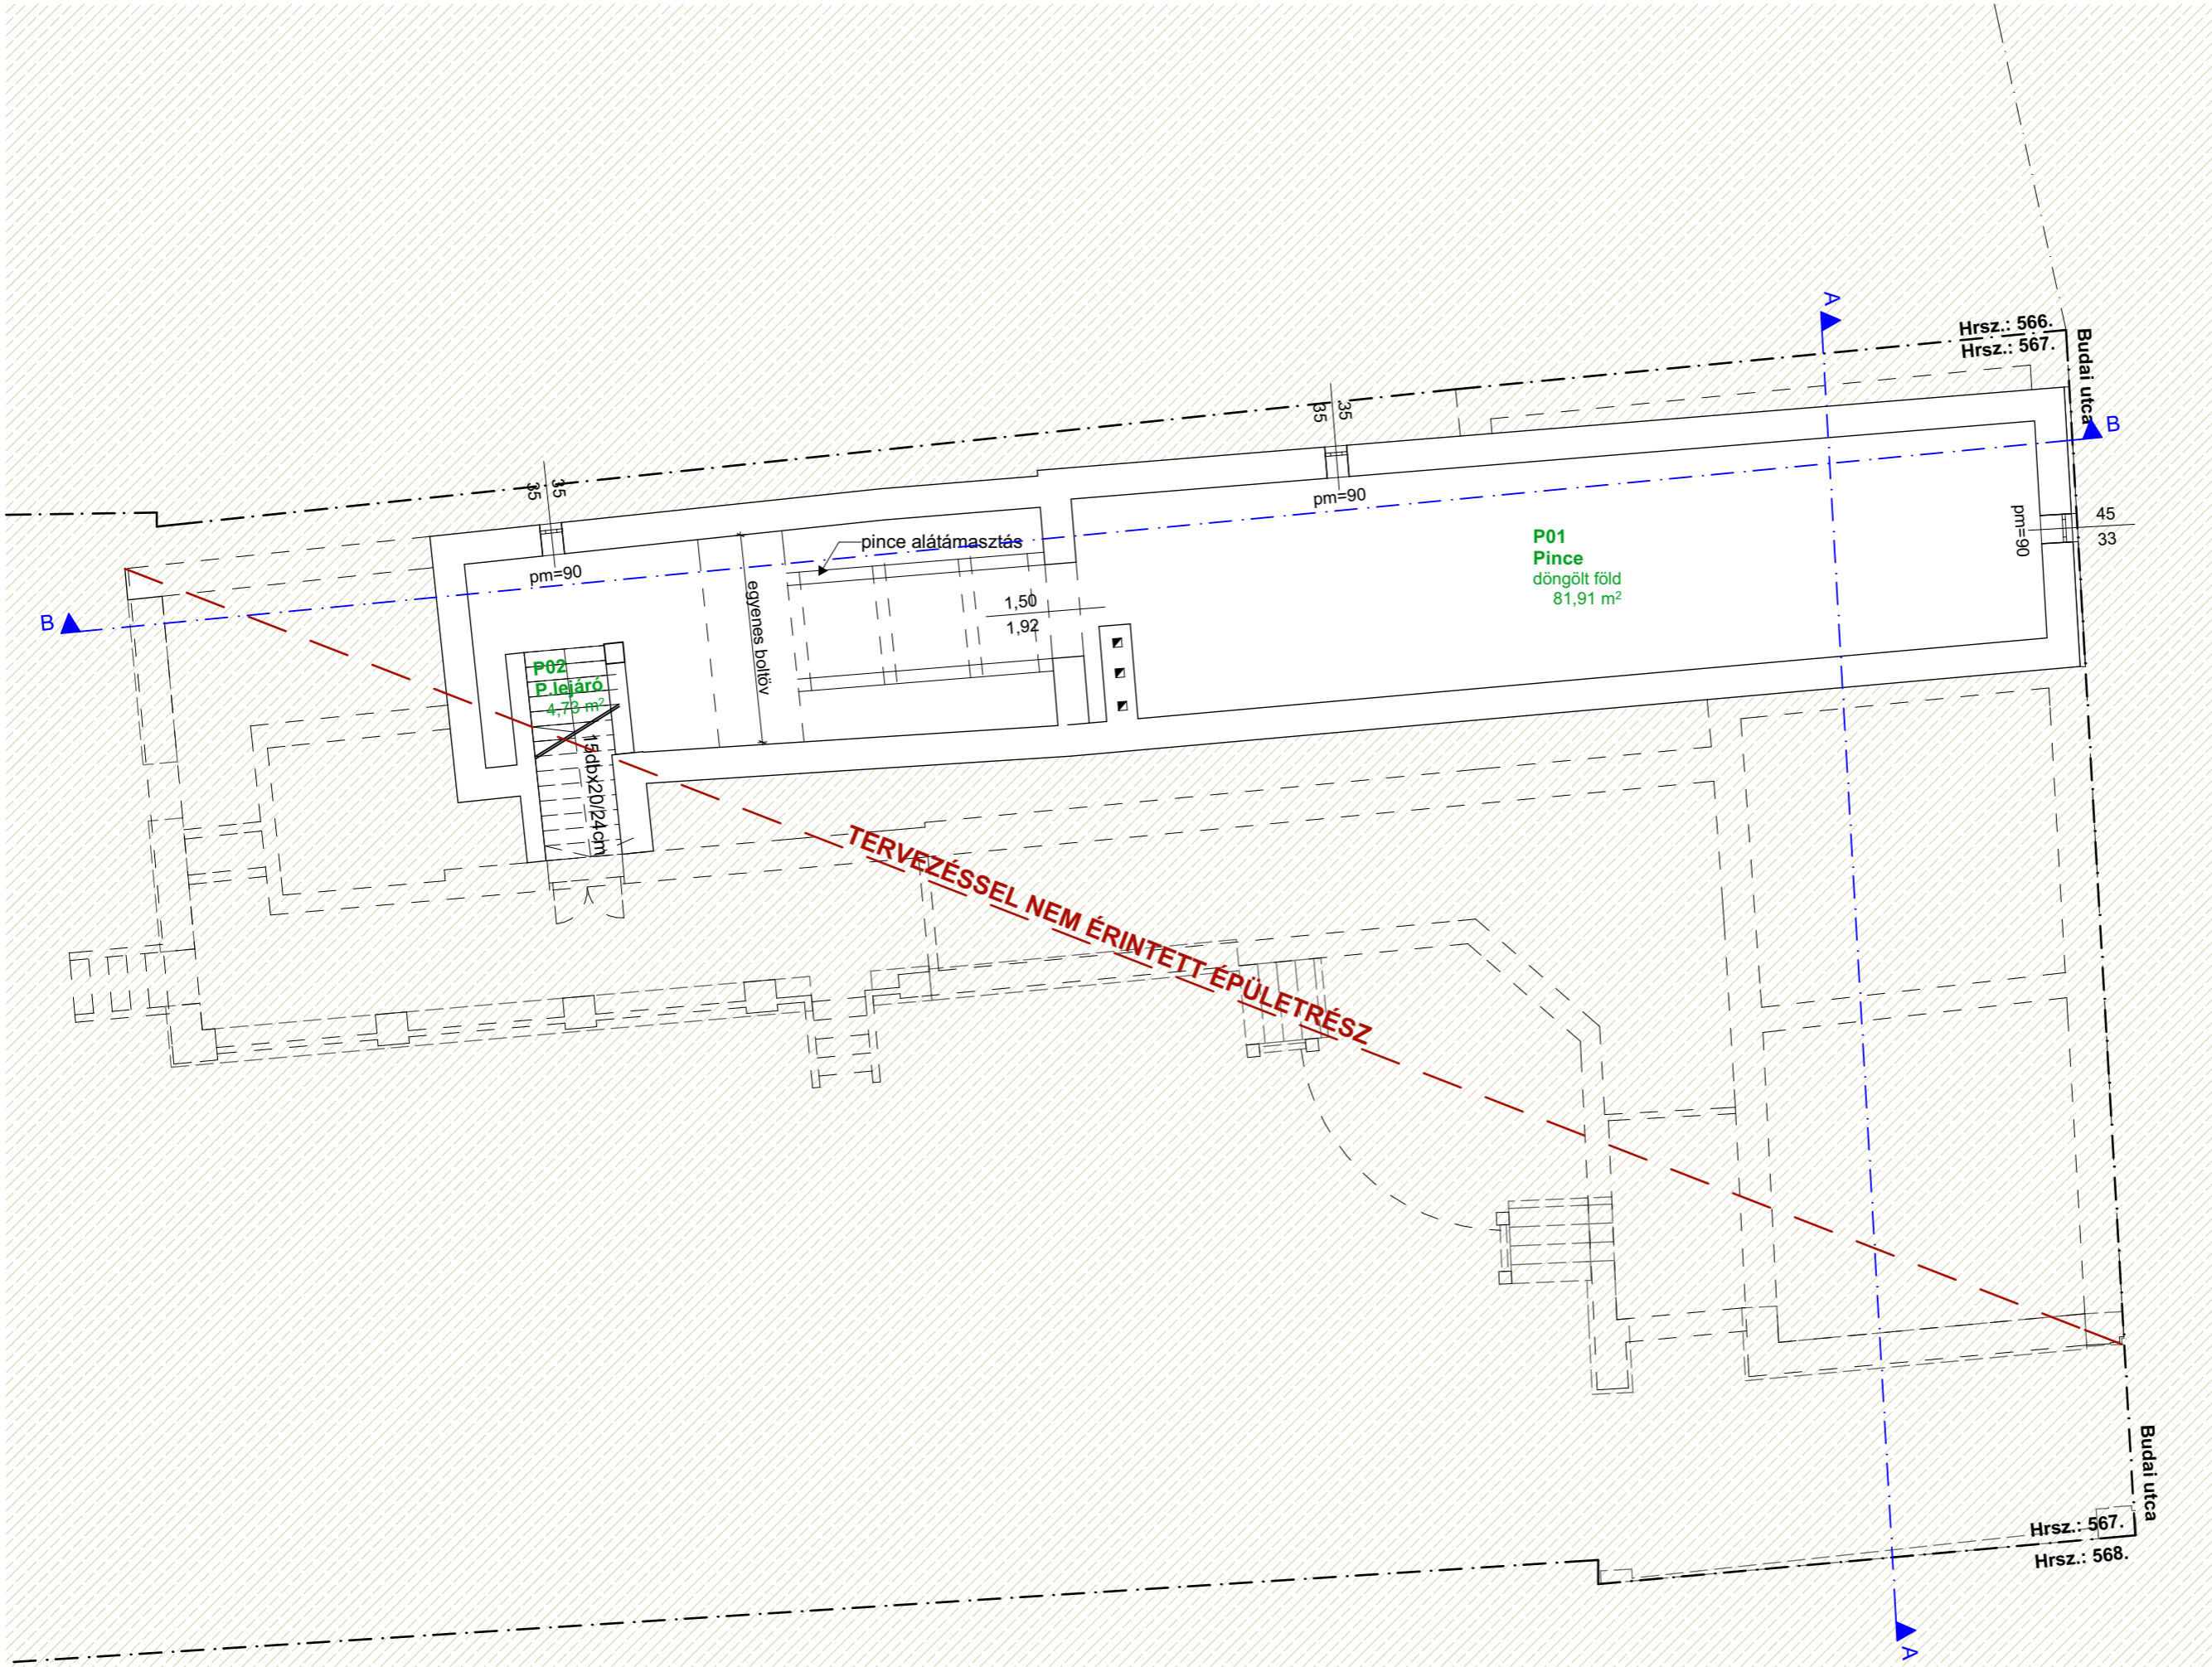 A
Hrsz.: 566.
Hrsz.: 567.
Budai utca
B
35
35
35
35
pm=90
pm=90
pm=90
45
33
pince alátámasztás
egyenes boltöv
1,50
1,92
P01
Pince
döngölt föld
81,91 m²
B
P02
P.lejáró
4,73 m²
15dbx20/24cm
TERVEZÉSSEL NEM ÉRINTETT ÉPÜLETRÉSZ
Budai utca
Hrsz.: 567.
Hrsz.: 568.
A